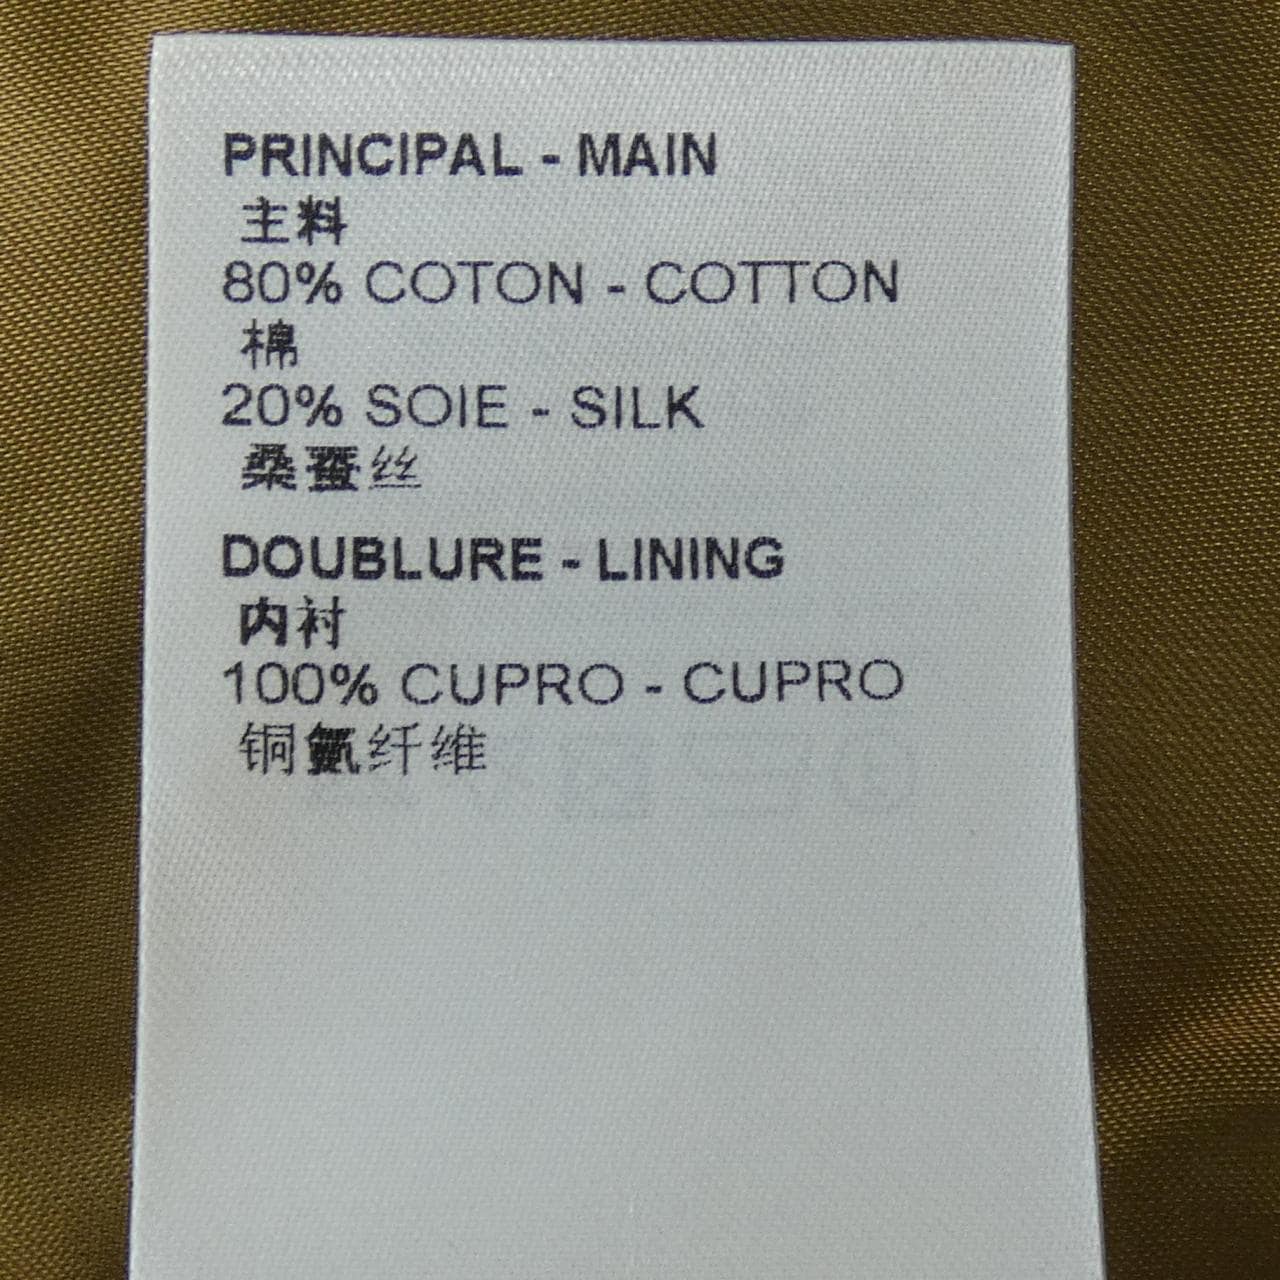 PRINCIPAL - MAIN
主料
80% COTON - COTTON
棉
20% SOIE - SILK
桑蚕丝
DOUBLURE - LINING
内衬
100% CUPRO - CUPRO
铜氨纤维